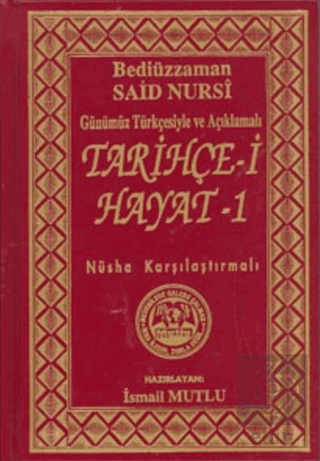 Bediüzzaman
SAİD NURSÎ
Günümüz Türkçesiyle ve Açıklamalı
TARİHÇE-İ
HAYAT -1
Nüsha Karşılaştırmalı
HAZIRLAYAN:
İsmail MUTLU